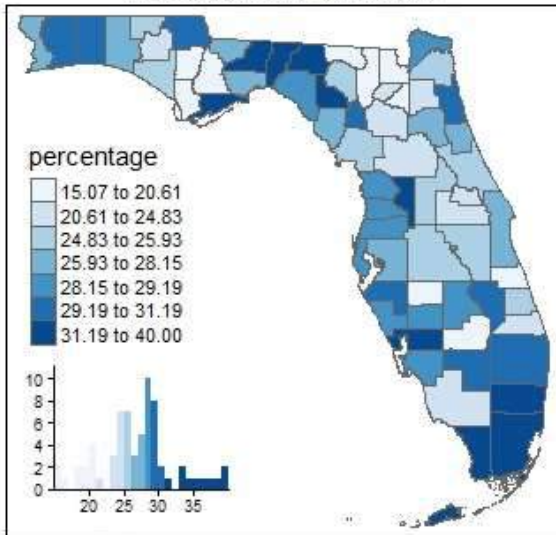 percentage
15.07 to 20.61
20.61 to 24.83
24.83 to 25.93
25.93 to 28.15
28.15 to 29.19
29.19 to 31.19
31.19 to 40.00
10
8
6
4
2
0
20 25 30 35